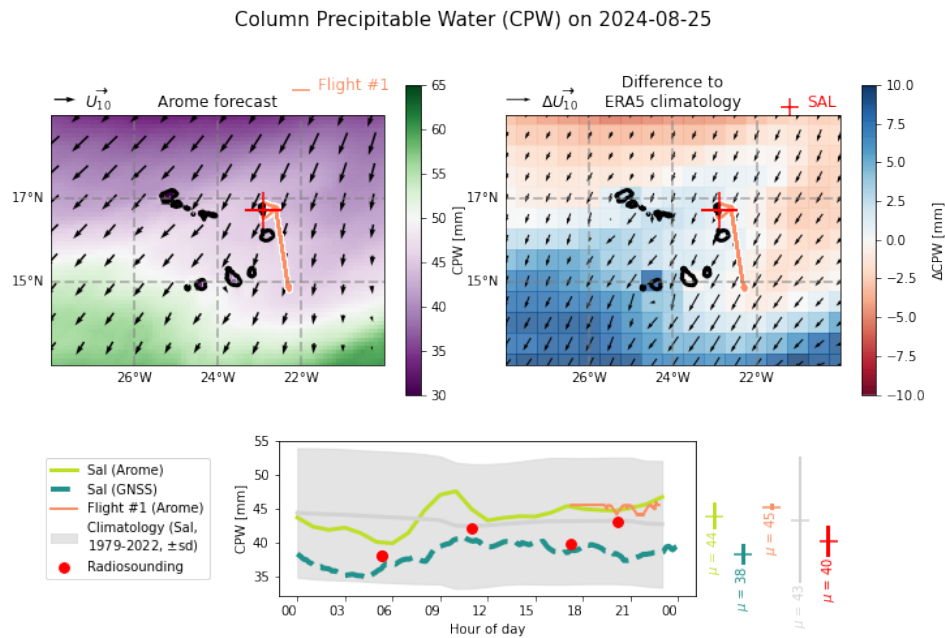 Column Precipitable Water (CPW) on 2024-08-25
Flight #1
U10
Arome forecast
Difference to
ERA5 climatology
ΔU10
SAL
17°N
15°N
26°W 24°W 22°W
65
60
55
50
45
40
35
30
CPW [mm]
17°N
15°N
26°W 24°W 22°W
10.0
7.5
5.0
2.5
0.0
−2.5
−5.0
−7.5
−10.0
ΔCPW [mm]
Sal (Arome)
Sal (GNSS)
Flight #1 (Arome)
Climatology (Sal,
1979-2022, ±sd)
Radiosounding
CPW [mm]
55
50
45
40
35
00 03 06 09 12 15 18 21 00
Hour of day
μ = 44
μ = 38
μ = 45
μ = 43
μ = 40